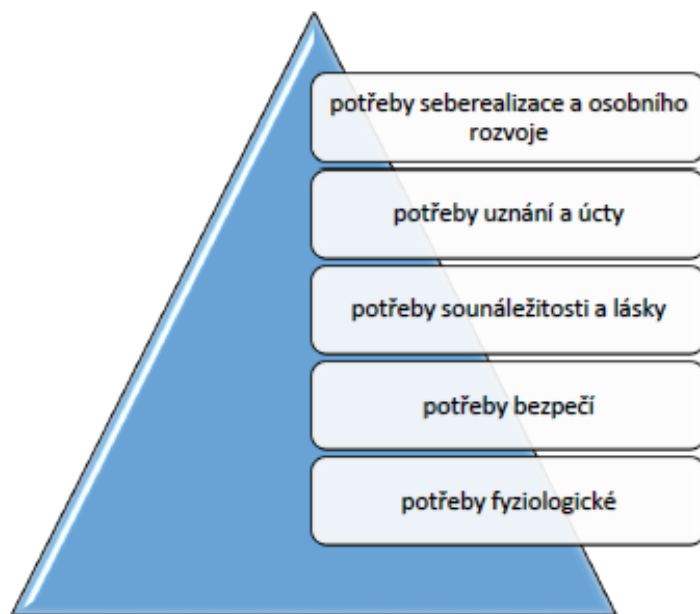 potřeby seberealizace a osobního
rozvoje
potřeby uznání a úcty
potřeby sounáležitosti a lásky
potřeby bezpečí
potřeby fyziologické